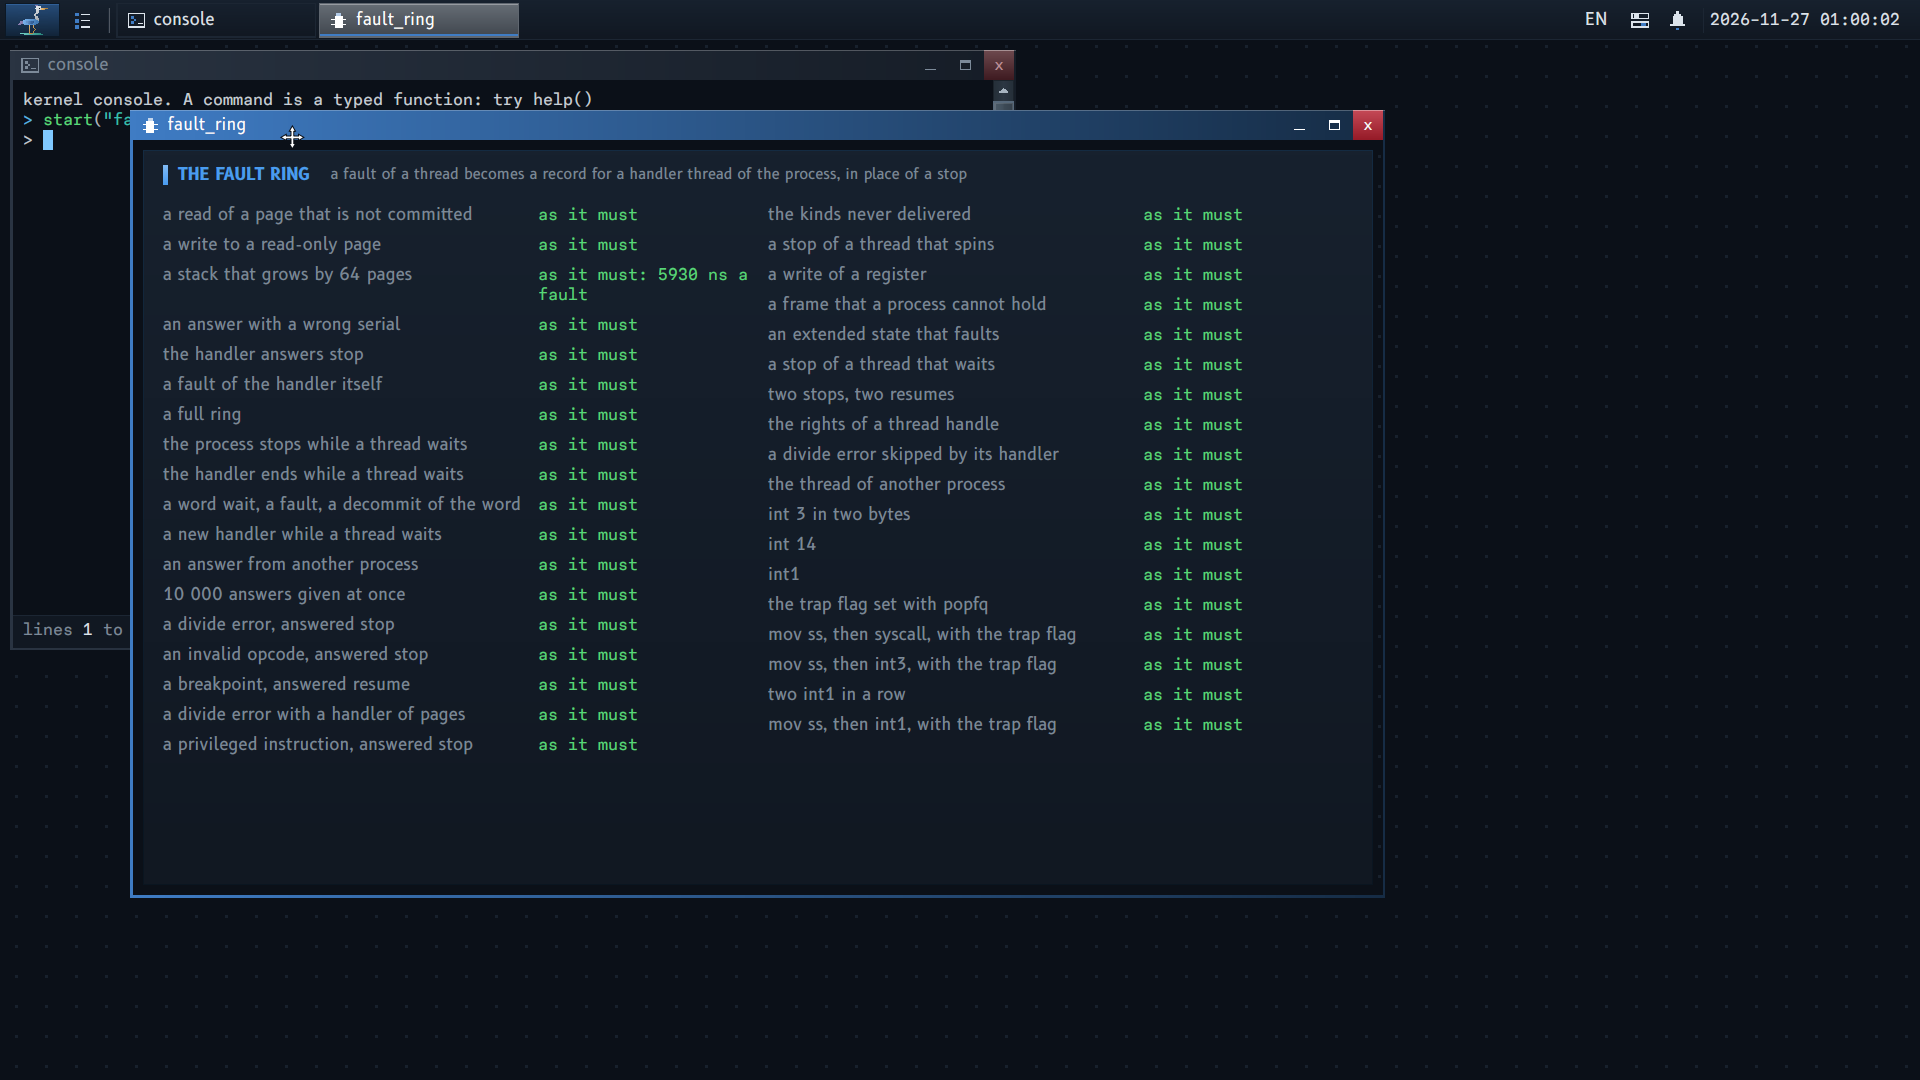 console
fault_ring
EN
2026-11-27 01:00:02
console
kernel console. A command is a typed function: try help()
> start("fa
>
lines 1 to
fault_ring
THE FAULT RING a fault of a thread becomes a record for a handler thread of the process, in place of a stop
a read of a page that is not committed as it must
a write to a read-only page as it must
a stack that grows by 64 pages as it must: 5930 ns a
fault
an answer with a wrong serial as it must
the handler answers stop as it must
a fault of the handler itself as it must
a full ring as it must
the process stops while a thread waits as it must
the handler ends while a thread waits as it must
a word wait, a fault, a decommit of the word as it must
a new handler while a thread waits as it must
an answer from another process as it must
10 000 answers given at once as it must
a divide error, answered stop as it must
an invalid opcode, answered stop as it must
a breakpoint, answered resume as it must
a divide error with a handler of pages as it must
a privileged instruction, answered stop as it must
the kinds never delivered as it must
a stop of a thread that spins as it must
a write of a register as it must
a frame that a process cannot hold as it must
an extended state that faults as it must
a stop of a thread that waits as it must
two stops, two resumes as it must
the rights of a thread handle as it must
a divide error skipped by its handler as it must
the thread of another process as it must
int 3 in two bytes as it must
int 14 as it must
int1 as it must
the trap flag set with popfq as it must
mov ss, then syscall, with the trap flag as it must
mov ss, then int3, with the trap flag as it must
two int1 in a row as it must
mov ss, then int1, with the trap flag as it must